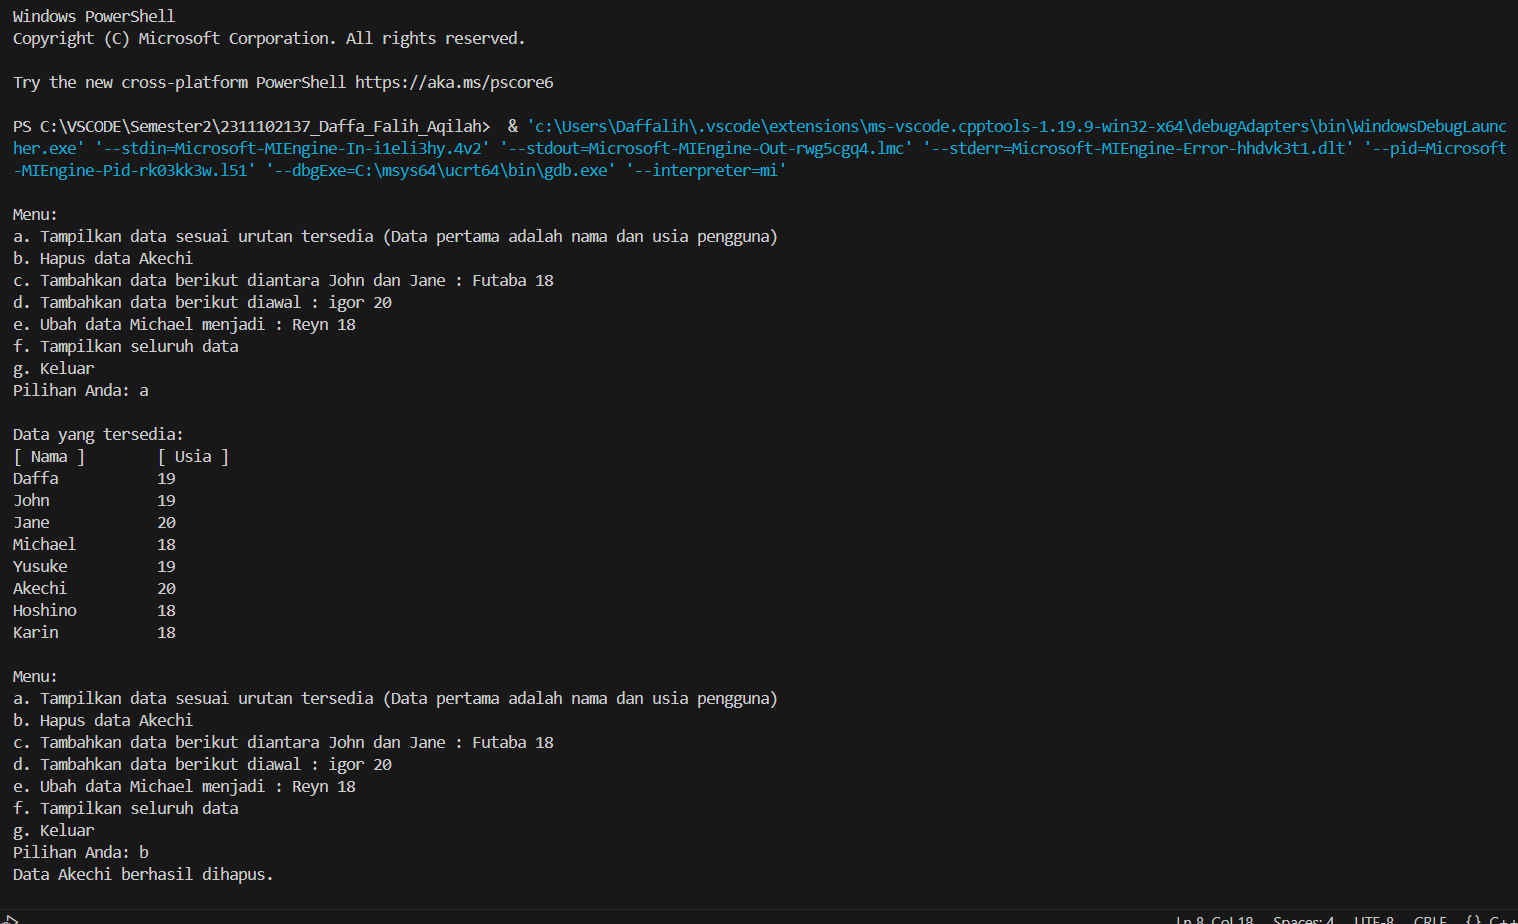 Windows PowerShell
Copyright (C) Microsoft Corporation. All rights reserved.
Try the new cross-platform PowerShell https://aka.ms/pscore6
PS C:\VSCODE\Semester2\2311102137_Daffa_Falih_Aqilah>  & 'c:\Users\Daffalih\.vscode\extensions\ms-vscode.cpptools-1.19.9-win32-x64\debugAdapters\bin\WindowsDebugLaunc
her.exe' '--stdin=Microsoft-MIEngine-In-i1eli3hy.4v2' '--stdout=Microsoft-MIEngine-Out-rwg5cgq4.lmc' '--stderr=Microsoft-MIEngine-Error-hhdvk3t1.dlt' '--pid=Microsoft
-MIEngine-Pid-rk03kk3w.l51' '--dbgExe=C:\msys64\ucrt64\bin\gdb.exe' '--interpreter=mi'
Menu:
a. Tampilkan data sesuai urutan tersedia (Data pertama adalah nama dan usia pengguna)
b. Hapus data Akechi
c. Tambahkan data berikut diantara John dan Jane : Futaba 18
d. Tambahkan data berikut diawal : igor 20
e. Ubah data Michael menjadi : Reyn 18
f. Tampilkan seluruh data
g. Keluar
Pilihan Anda: a
Data yang tersedia:
[ Nama ]        [ Usia ]
Daffa           19
John            19
Jane            20
Michael         18
Yusuke          19
Akechi          20
Hoshino         18
Karin           18
Menu:
a. Tampilkan data sesuai urutan tersedia (Data pertama adalah nama dan usia pengguna)
b. Hapus data Akechi
c. Tambahkan data berikut diantara John dan Jane : Futaba 18
d. Tambahkan data berikut diawal : igor 20
e. Ubah data Michael menjadi : Reyn 18
f. Tampilkan seluruh data
g. Keluar
Pilihan Anda: b
Data Akechi berhasil dihapus.
Ln 8, Col 18  Spaces: 4  UTF-8  CRLF  {} C++